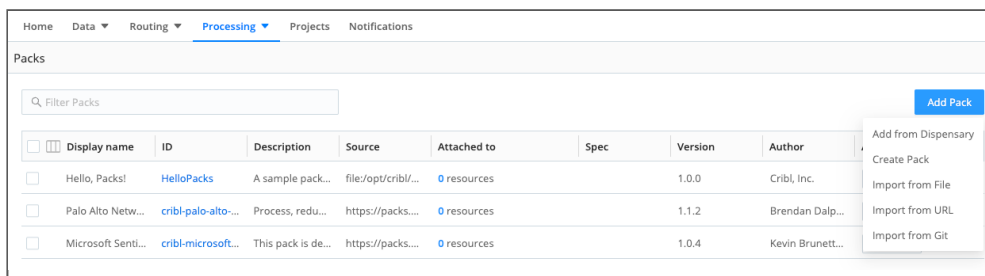 Home Data ▼ Routing ▼ Processing ▼ Projects Notifications
Packs
Filter Packs
Add Pack
Add from Dispensary
Create Pack
Import from File
Import from URL
Import from Git
Display name ID Description Source Attached to Spec Version Author
Hello, Packs! HelloPacks A sample pack... file:/opt/cribl/... 0 resources 1.0.0 Cribl, Inc.
Palo Alto Netw... cribl-palo-alto-... Process, redu... https://packs.... 0 resources 1.1.2 Brendan Dalp...
Microsoft Senti... cribl-microsoft... This pack is de... https://packs.... 0 resources 1.0.4 Kevin Brunett...